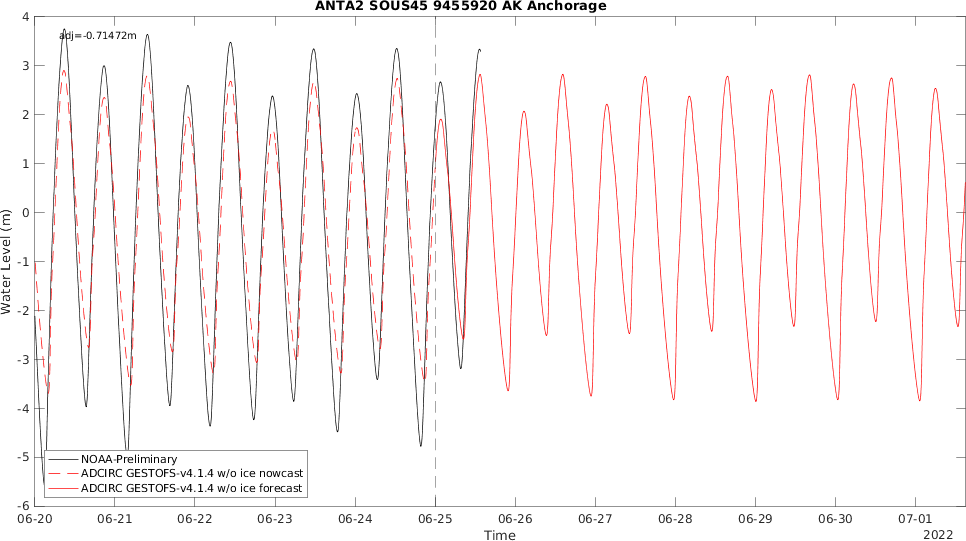 ANTA2 SOUS45 9455920 AK Anchorage
adj=-0.71472m
4
3
2
1
0
-1
-2
-3
-4
-5
-6
Water Level (m)
NOAA-Preliminary
ADCIRC GESTOFS-v4.1.4 w/o ice nowcast
ADCIRC GESTOFS-v4.1.4 w/o ice forecast
06-20 06-21 06-22 06-23 06-24 06-25 06-26 06-27 06-28 06-29 06-30 07-01
Time
2022